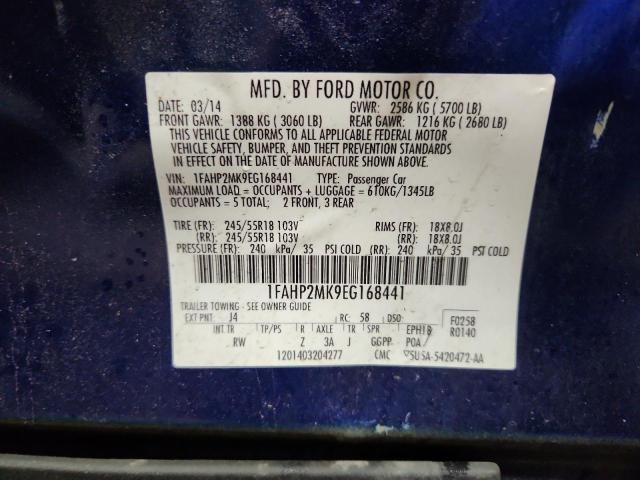 MFD. BY FORD MOTOR CO.
DATE: 03/14 GVWR: 2586 KG ( 5700 LB)
FRONT GAWR: 1388 KG ( 3060 LB) REAR GAWR: 1216 KG ( 2680 LB)
THIS VEHICLE CONFORMS TO ALL APPLICABLE FEDERAL MOTOR
VEHICLE SAFETY, BUMPER, AND THEFT PREVENTION STANDARDS
IN EFFECT ON THE DATE OF MANUFACTURE SHOWN ABOVE.
VIN: 1FAHP2MK9EG168441 TYPE: Passenger Car
MAXIMUM LOAD = OCCUPANTS + LUGGAGE = 610KG/1345LB
OCCUPANTS = 5 TOTAL; 2 FRONT, 3 REAR
TIRE (FR): 245/55R18 103V RIMS (FR): 18X8.0J
(RR): 245/55R18 103V (RR): 18X8.0J
PRESSURE (FR): 240 kPa/ 35 PSI COLD (RR): 240 kPa/ 35 PSI COLD
1FAHP2MK9EG168441
TRAILER TOWING - SEE OWNER GUIDE
EXT PNT: J4 RC: 58 DSO: F0258
INT TR TP/PS R AXLE TR SPR EPH18 R0140
RW Z 3A J GGPP POA
1201403204277 CMC SUSA-5420472-AA